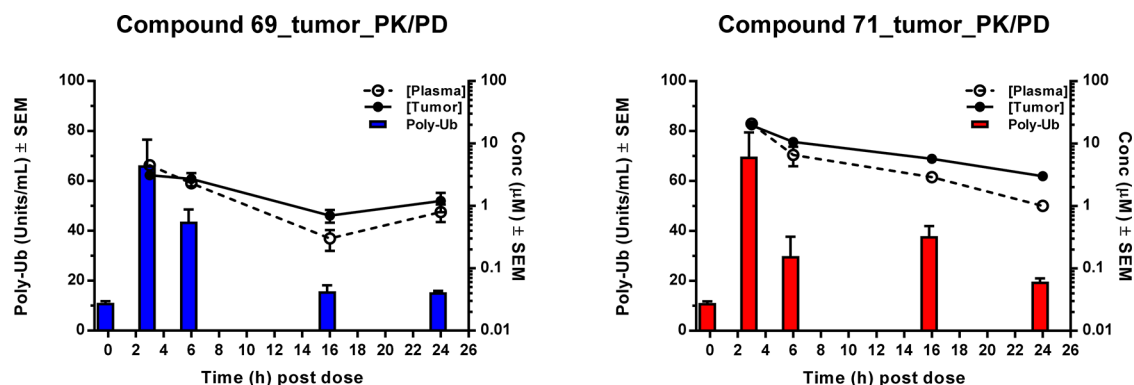 Compound 69_tumor_PK/PD
Poly-Ub (Units/mL) ± SEM
100
80
60
40
20
0
[Plasma]
[Tumor]
Poly-Ub
100
10
1
0.1
0.01
Conc (μM) ± SEM
0 2 4 6 8 10 12 14 16 18 20 22 24 26
Time (h) post dose
Compound 71_tumor_PK/PD
Poly-Ub (Units/mL) ± SEM
100
80
60
40
20
0
[Plasma]
[Tumor]
Poly-Ub
100
10
1
0.1
0.01
Conc (μM) ± SEM
0 2 4 6 8 10 12 14 16 18 20 22 24 26
Time (h) post dose